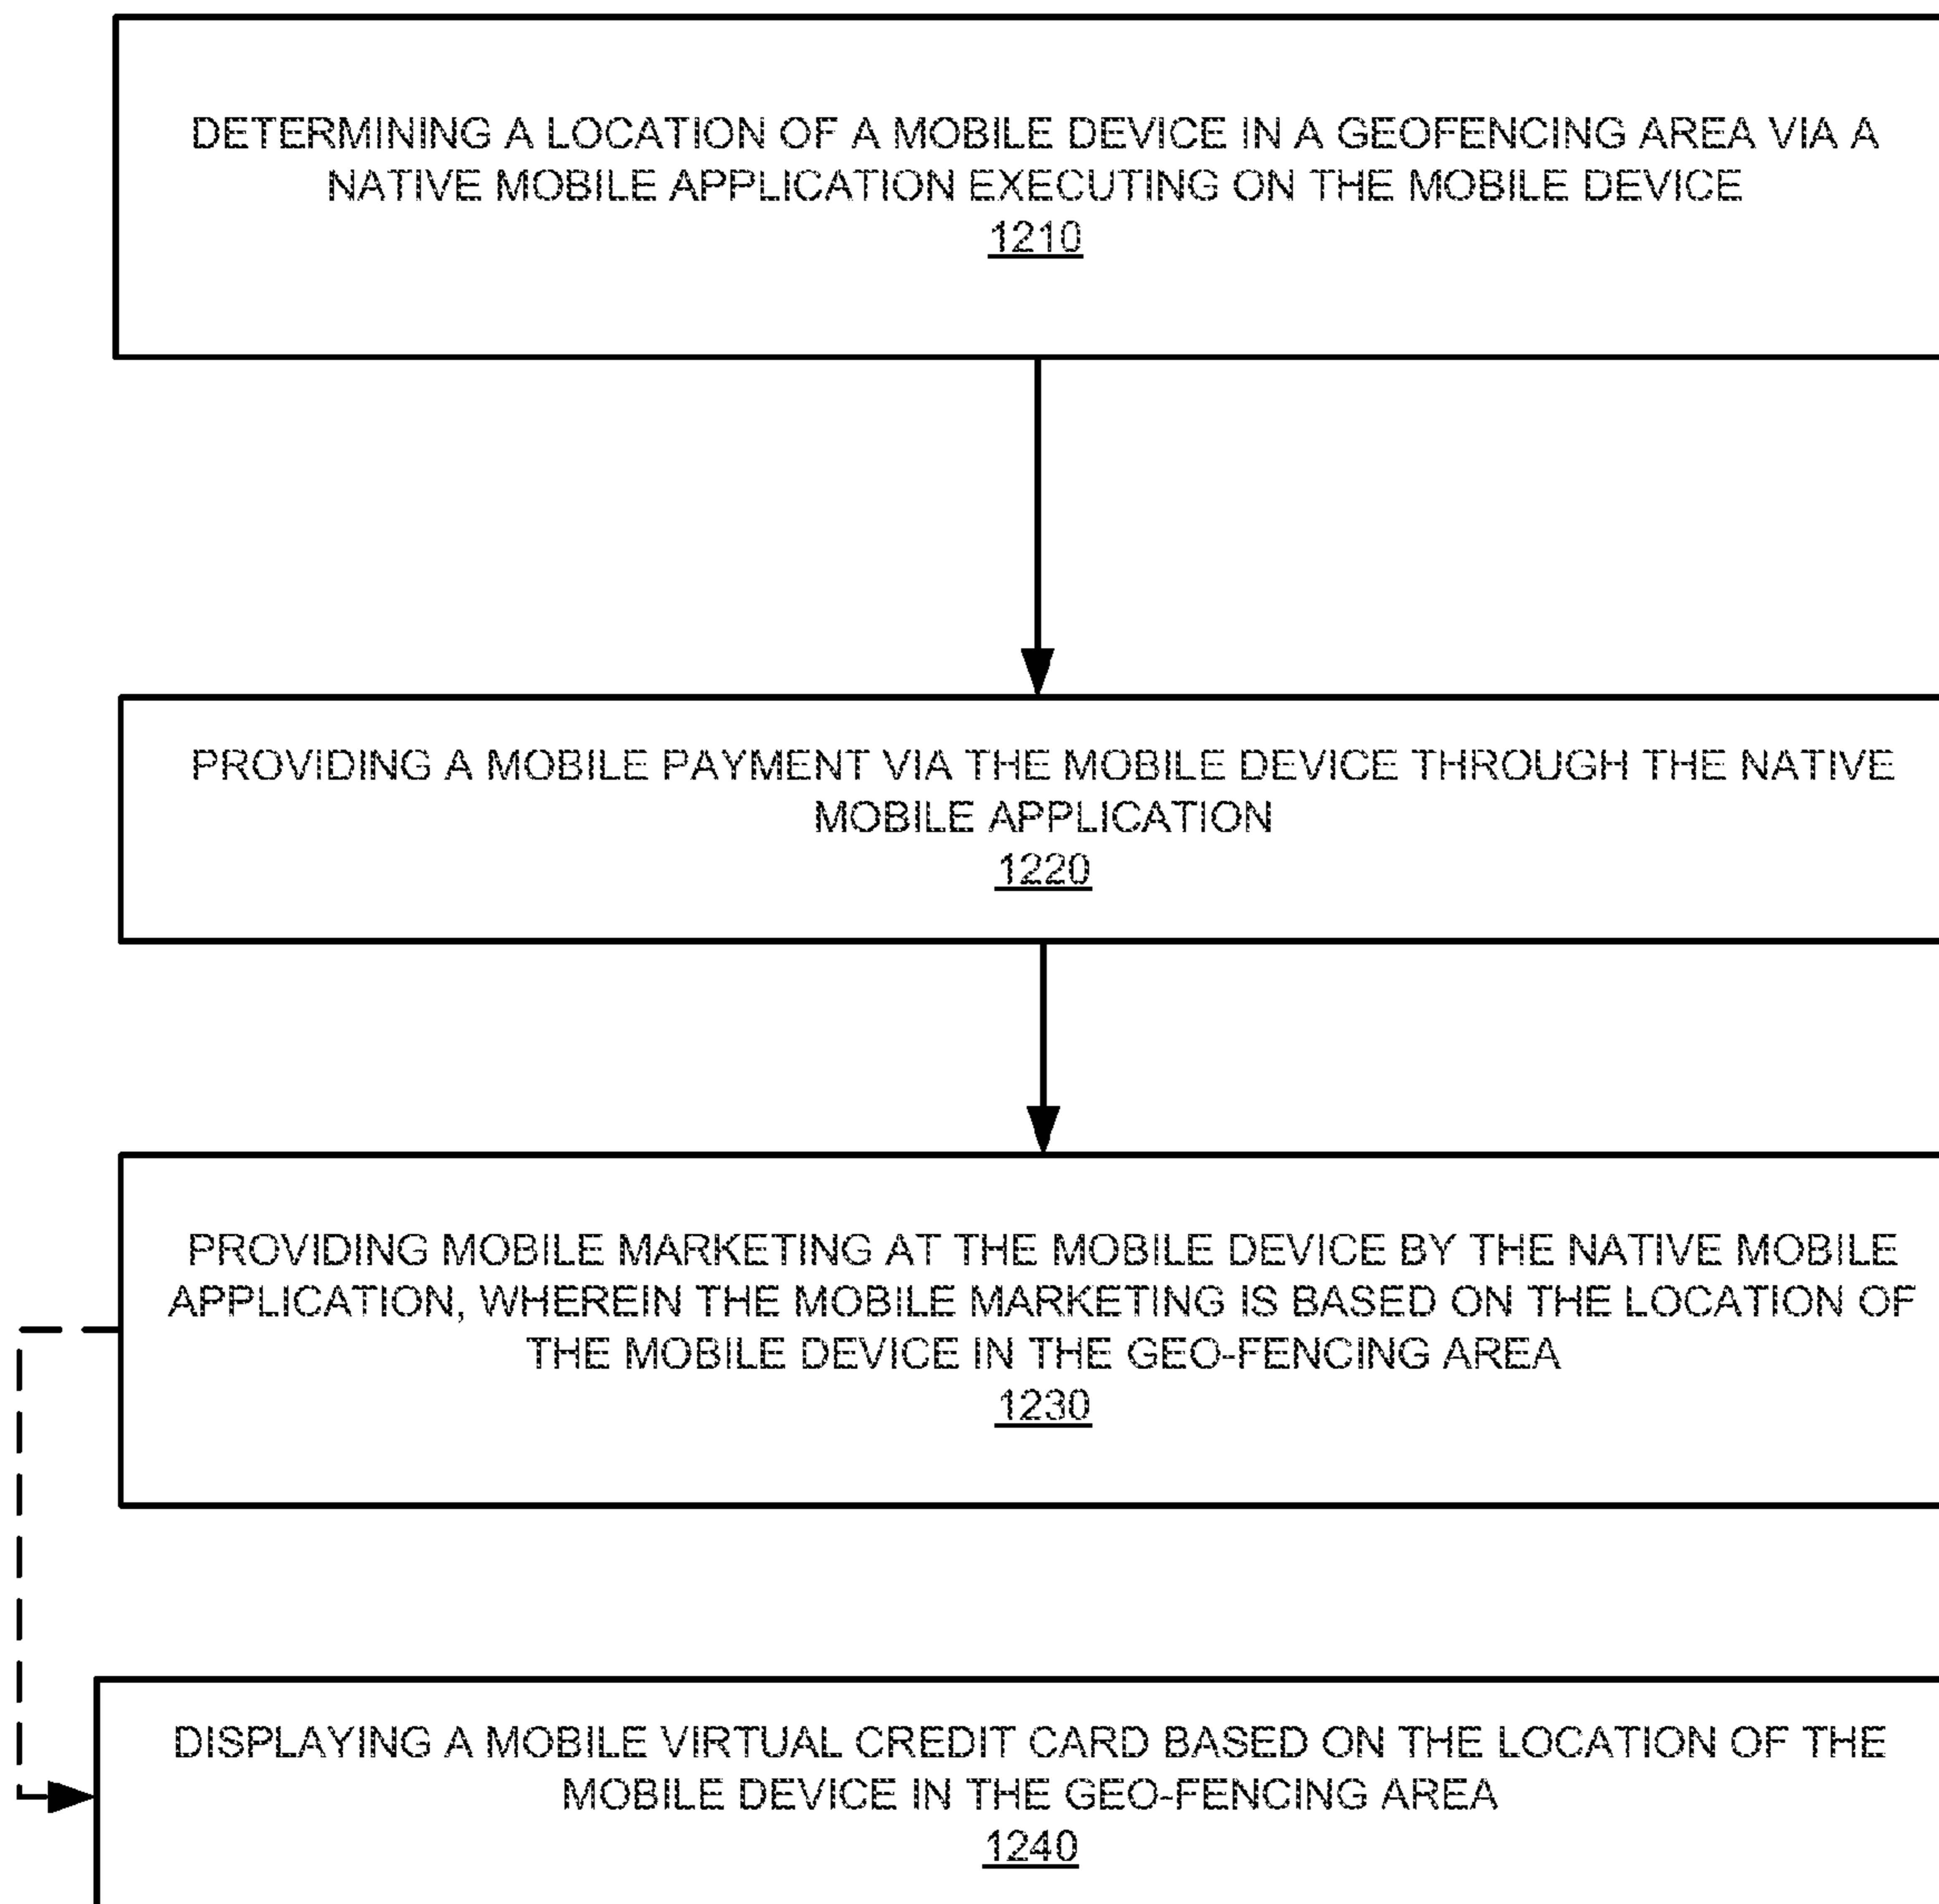 DETERMINING A LOCATION OF A MOBILE DEVICE IN A GEOFENCING AREA VIA A
NATIVE MOBILE APPLICATION EXECUTING ON THE MOBILE DEVICE
1210
PROVIDING A MOBILE PAYMENT VIA THE MOBILE DEVICE THROUGH THE NATIVE
MOBILE APPLICATION
1220
PROVIDING MOBILE MARKETING AT THE MOBILE DEVICE BY THE NATIVE MOBILE
APPLICATION, WHEREIN THE MOBILE MARKETING IS BASED ON THE LOCATION OF
THE MOBILE DEVICE IN THE GEO-FENCING AREA
1230
DISPLAYING A MOBILE VIRTUAL CREDIT CARD BASED ON THE LOCATION OF THE
MOBILE DEVICE IN THE GEO-FENCING AREA
1240